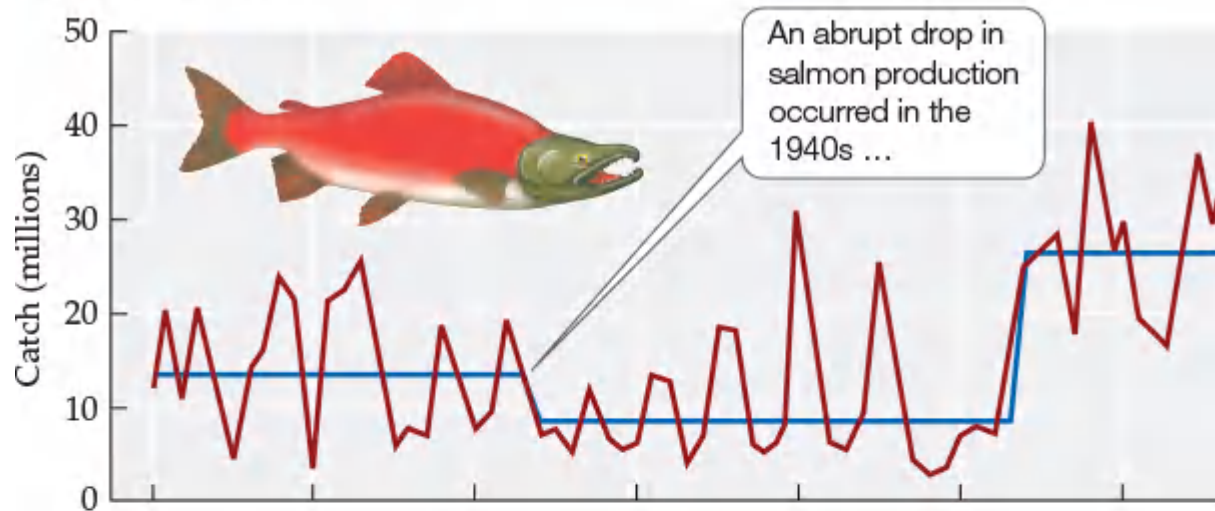 50
40
30
20
10
0
Catch (millions)
An abrupt drop in
salmon production
occurred in the
1940s ...